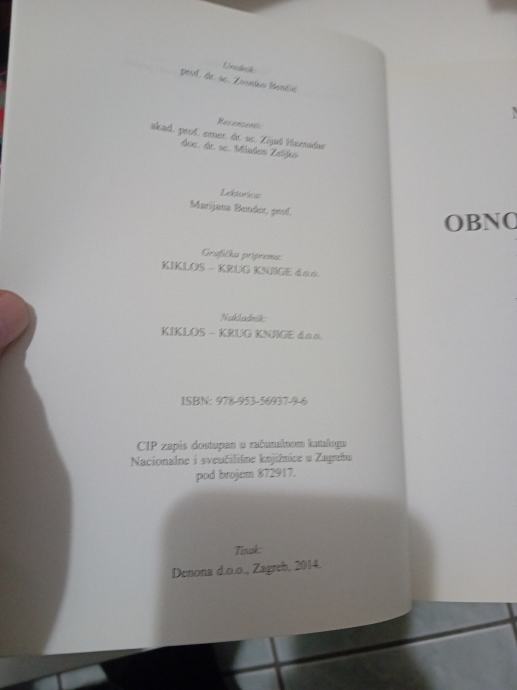 Urednik:
prof. dr. sc. Zvonko Benčić
Recenzenti:
akad. prof. emer. dr. sc. Zijad Haznadar
doc. dr. sc. Mladen Zeljko
Lektorica:
Marijana Bender, prof.
Grafička priprema:
KIKLOS – KRUG KNJIGE d.o.o.
Nakladnik:
KIKLOS – KRUG KNJIGE d.o.o.
ISBN: 978-953-56937-9-6
CIP zapis dostupan u računalnom katalogu
Nacionalne i sveučilišne knjižnice u Zagrebu
pod brojem 872917.
Tisak:
Denona d.o.o., Zagreb, 2014.
OBNO